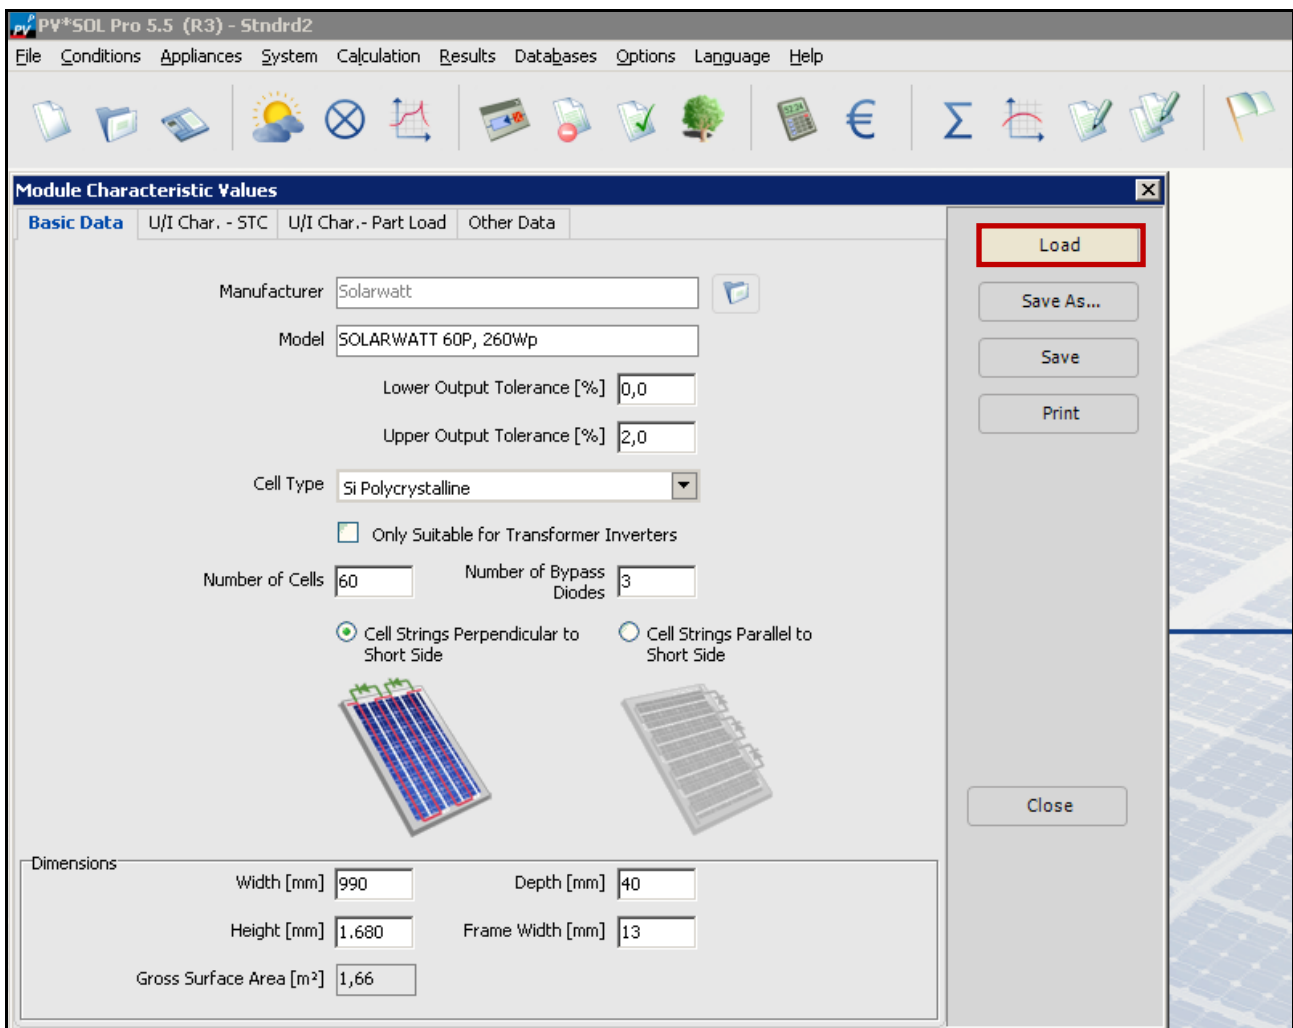 PV*SOL Pro 5.5 (R3) - Stndrd2
File Conditions Appliances System Calculation Results Databases Options Language Help
Module Characteristic Values
Basic Data U/I Char. - STC U/I Char.- Part Load Other Data
Load
Manufacturer Solarwatt
Save As...
Model SOLARWATT 60P, 260Wp
Save
Lower Output Tolerance [%] 0,0
Print
Upper Output Tolerance [%] 2,0
Cell Type Si Polycrystalline
Only Suitable for Transformer Inverters
Number of Cells 60 Number of Bypass
Diodes 3
Cell Strings Perpendicular to
Short Side
Cell Strings Parallel to
Short Side
Close
Dimensions
Width [mm] 990 Depth [mm] 40
Height [mm] 1.680 Frame Width [mm] 13
Gross Surface Area [m²] 1,66